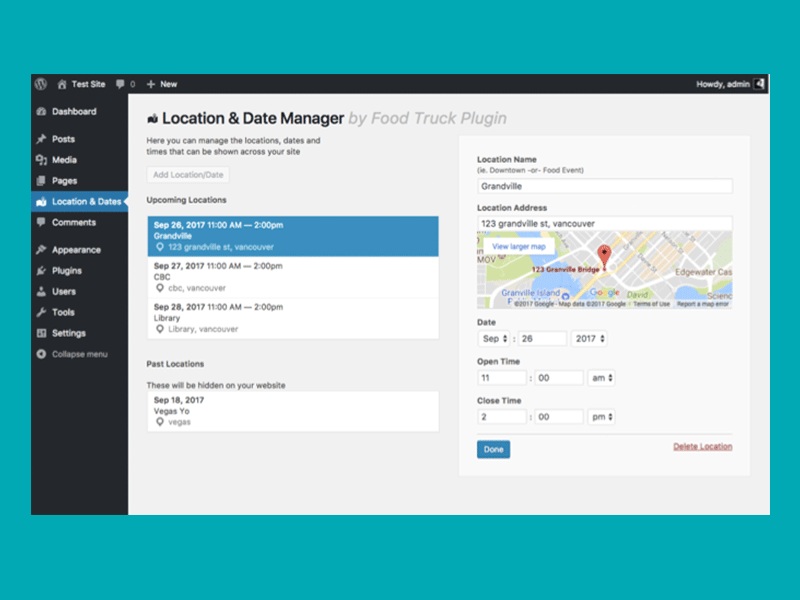 Test Site 0 + New Howdy, admin
Dashboard
Posts
Media
Pages
Location & Dates
Comments
Appearance
Plugins
Users
Tools
Settings
Collapse menu
Location & Date Manager by Food Truck Plugin
Here you can manage the locations, dates and
times that can be shown across your site
Add Location/Date
Upcoming Locations
Sep 26, 2017 11:00 AM — 2:00pm
Grandville
123 grandville st, vancouver
Sep 27, 2017 11:00 AM — 2:00pm
CBC
cbc, vancouver
Sep 28, 2017 11:00 AM — 2:00pm
Library
Library, vancouver
Past Locations
These will be hidden on your website
Sep 18, 2017
Vegas Yo
vegas
Location Name
(ie. Downtown -or- Food Event)
Grandville
Location Address
123 grandville st, vancouver
View larger map
MOV
123 Granville Bridge
Edgewater Cas
Granville Island
Google
David
Scienc
©2017 Google - Map data ©2017 Google Terms of Use Report a map error
Date
Sep 26 2017
Open Time
11 : 00 am
Close Time
2 : 00 pm
Done
Delete Location